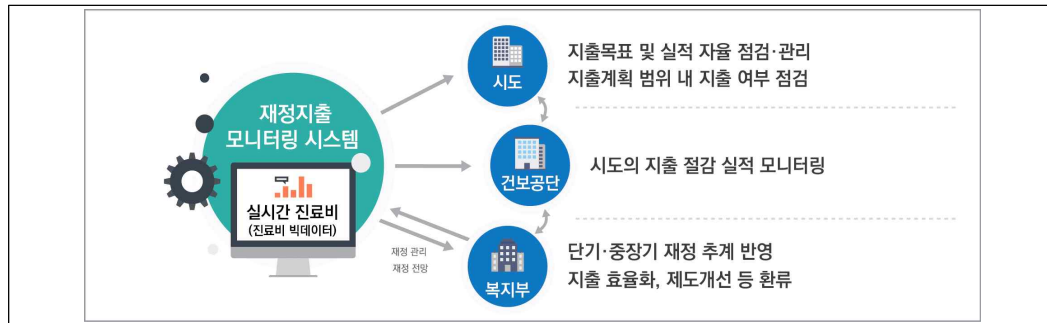 재정지출
모니터링 시스템
실시간 진료비
(진료비 빅데이터)
재정 관리
재정 전망
시도
지출목표 및 실적 자율 점검·관리
지출계획 범위 내 지출 여부 점검
건보공단
시도의 지출 절감 실적 모니터링
복지부
단기·중장기 재정 추계 반영
지출 효율화, 제도개선 등 환류